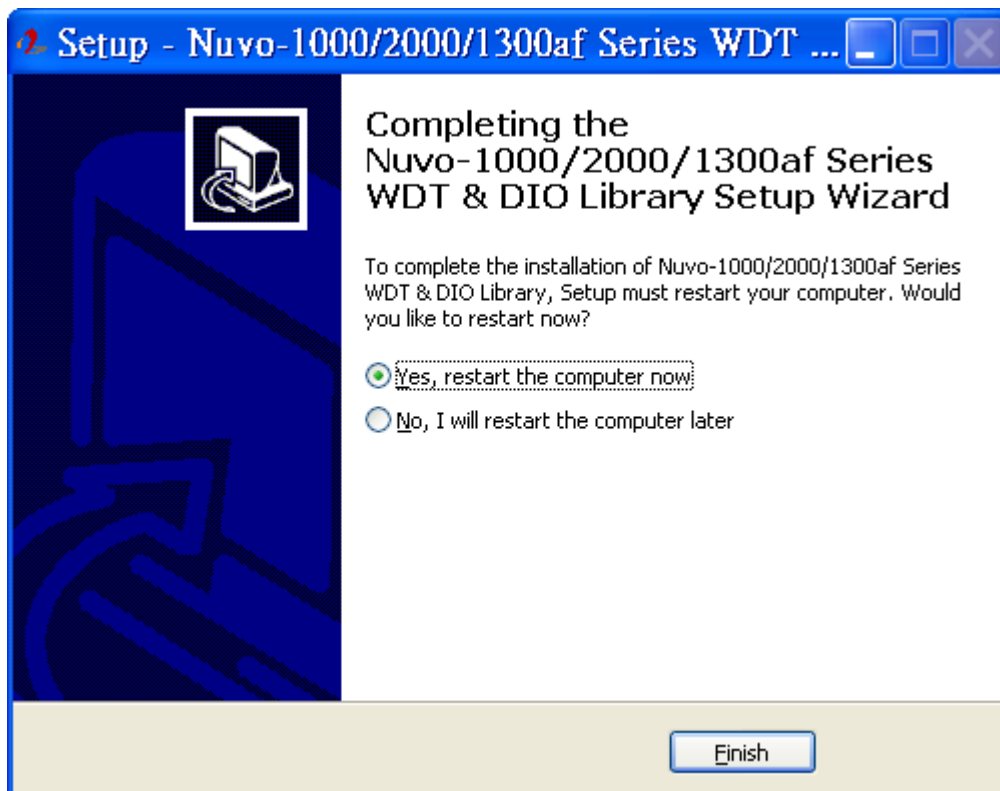 Setup - Nuvo-1000/2000/1300af Series WDT ...
Completing the
Nuvo-1000/2000/1300af Series
WDT & DIO Library Setup Wizard
To complete the installation of Nuvo-1000/2000/1300af Series
WDT & DIO Library, Setup must restart your computer. Would
you like to restart now?
Yes, restart the computer now
No, I will restart the computer later
Finish